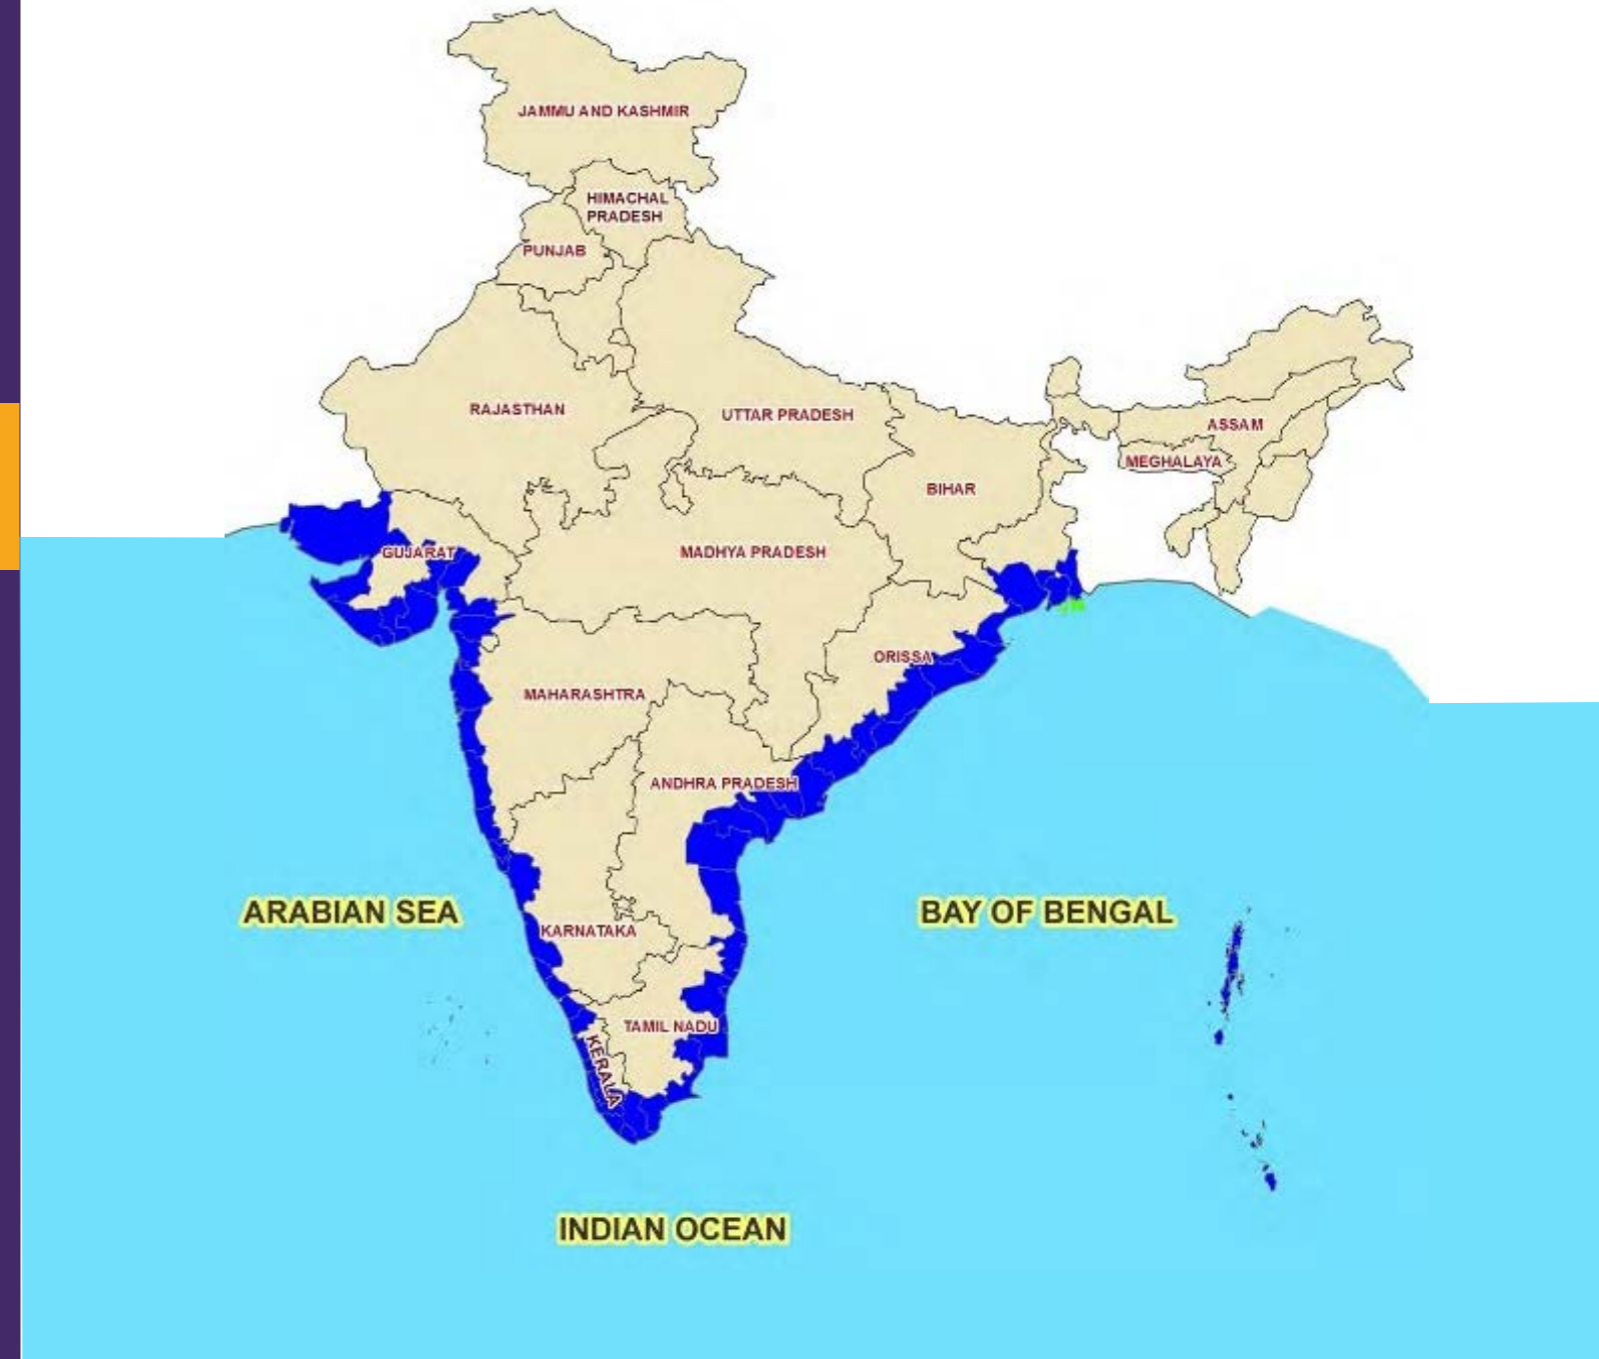 JAMMU AND KASHMIR
HIMACHAL
PRADESH
PUNJAB
RAJASTHAN
UTTAR PRADESH
ASSAM
MEGHALAYA
BIHAR
GUJARAT
MADHYA PRADESH
ORISSA
MAHARASHTRA
ANDHRA PRADESH
ARABIAN SEA
BAY OF BENGAL
KARNATAKA
TAMIL NADU
KERALA
INDIAN OCEAN